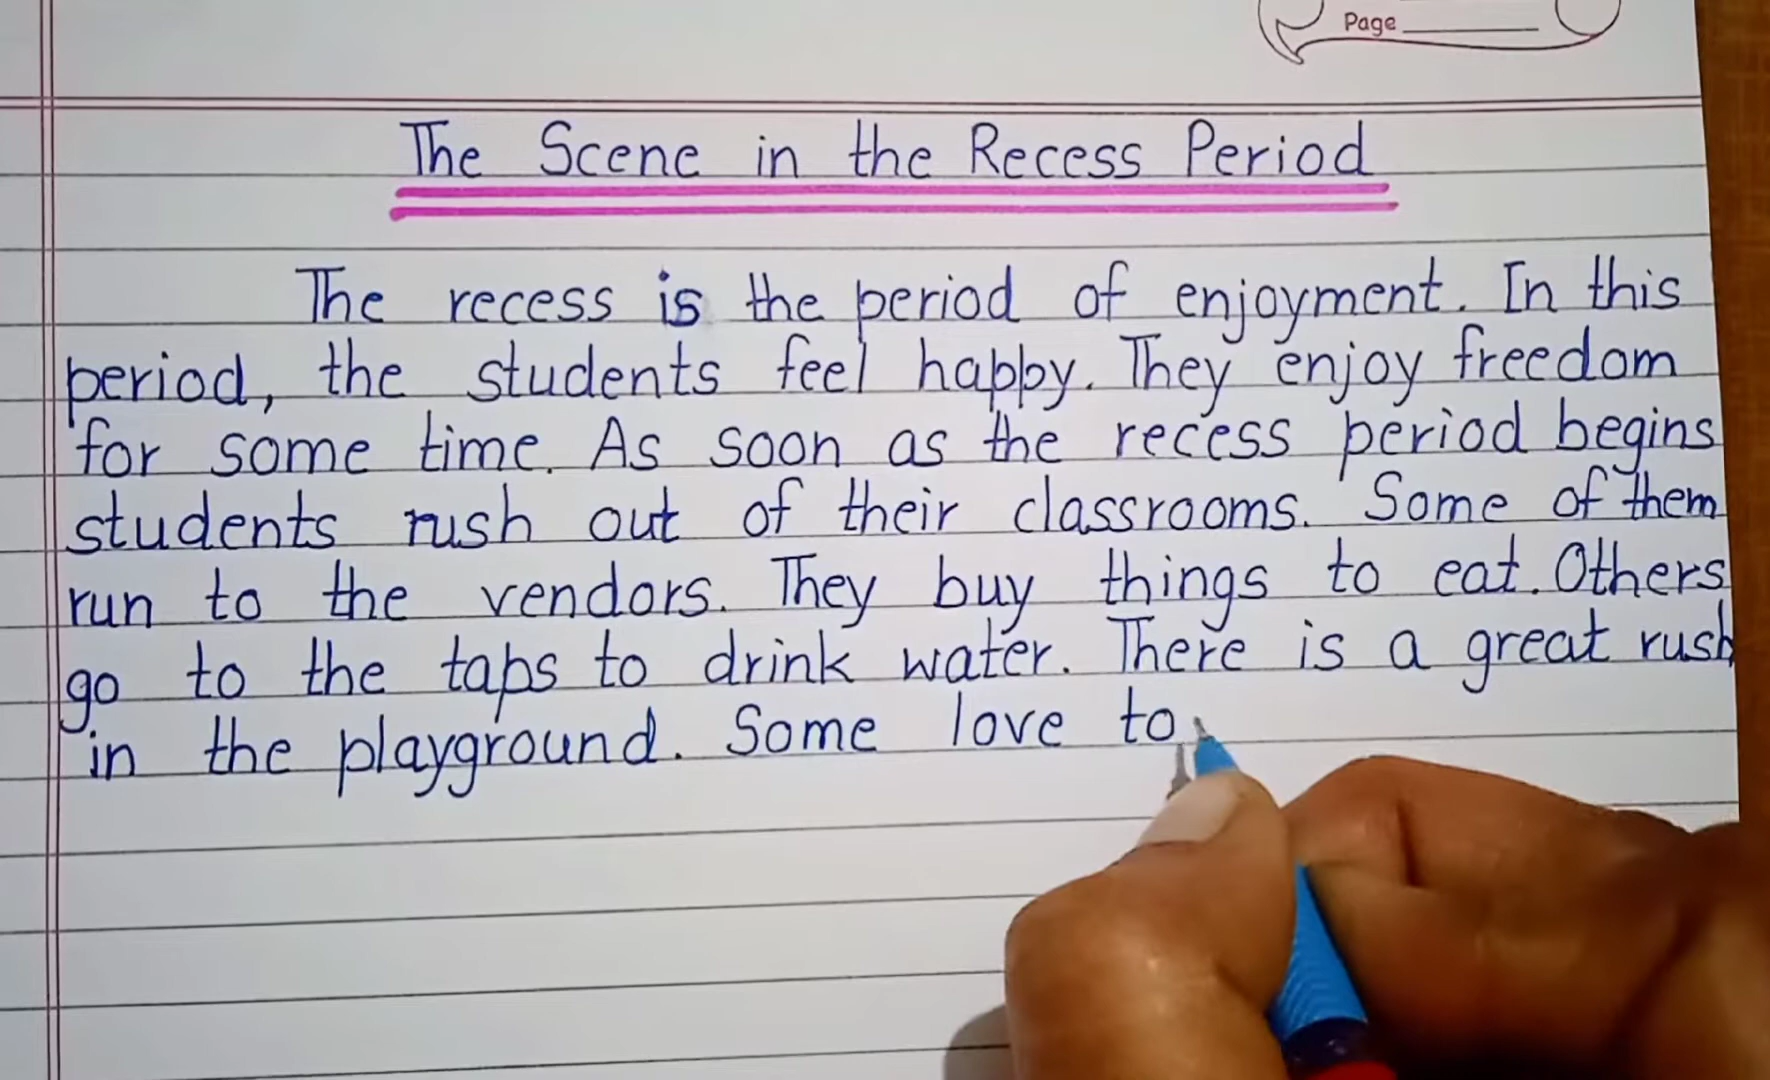 Page
The Scene in the Recess Period
The recess is the period of enjoyment. In this
period, the students feel happy. They enjoy freedom
for some time. As soon as the recess period begins
students rush out of their classrooms. Some of them
run to the vendors. They buy things to eat. Others
go to the taps to drink water. There is a great rush
in the playground. Some love to